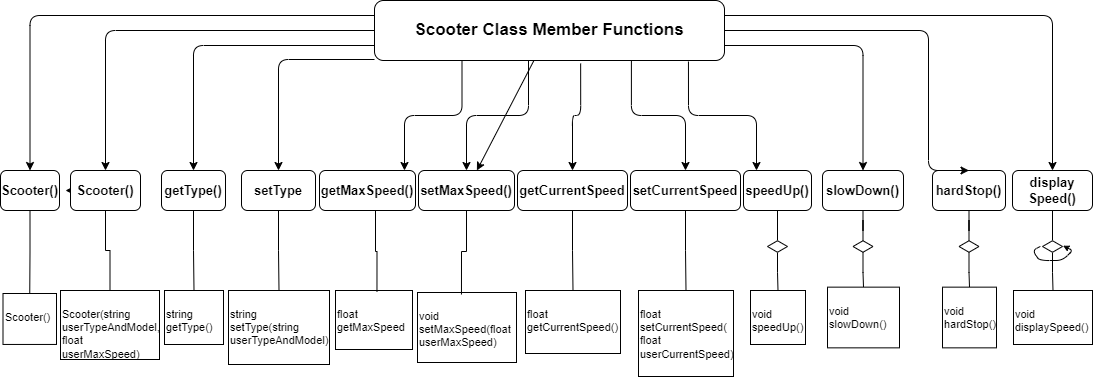 Scooter Class Member Functions
Scooter()
Scooter()
getType()
setType
getMaxSpeed()
setMaxSpeed()
getCurrentSpeed
setCurrentSpeed
speedUp()
slowDown()
hardStop()
display
Speed()
Scooter()
Scooter(string
userTypeAndModel,
float
userMaxSpeed)
string
getType()
string
setType(string
userTypeAndModel)
float
getMaxSpeed
void
setMaxSpeed(float
userMaxSpeed)
float
getCurrentSpeed()
float
setCurrentSpeed(
float
userCurrentSpeed)
void
speedUp()
void
slowDown()
void
hardStop()
void
displaySpeed()